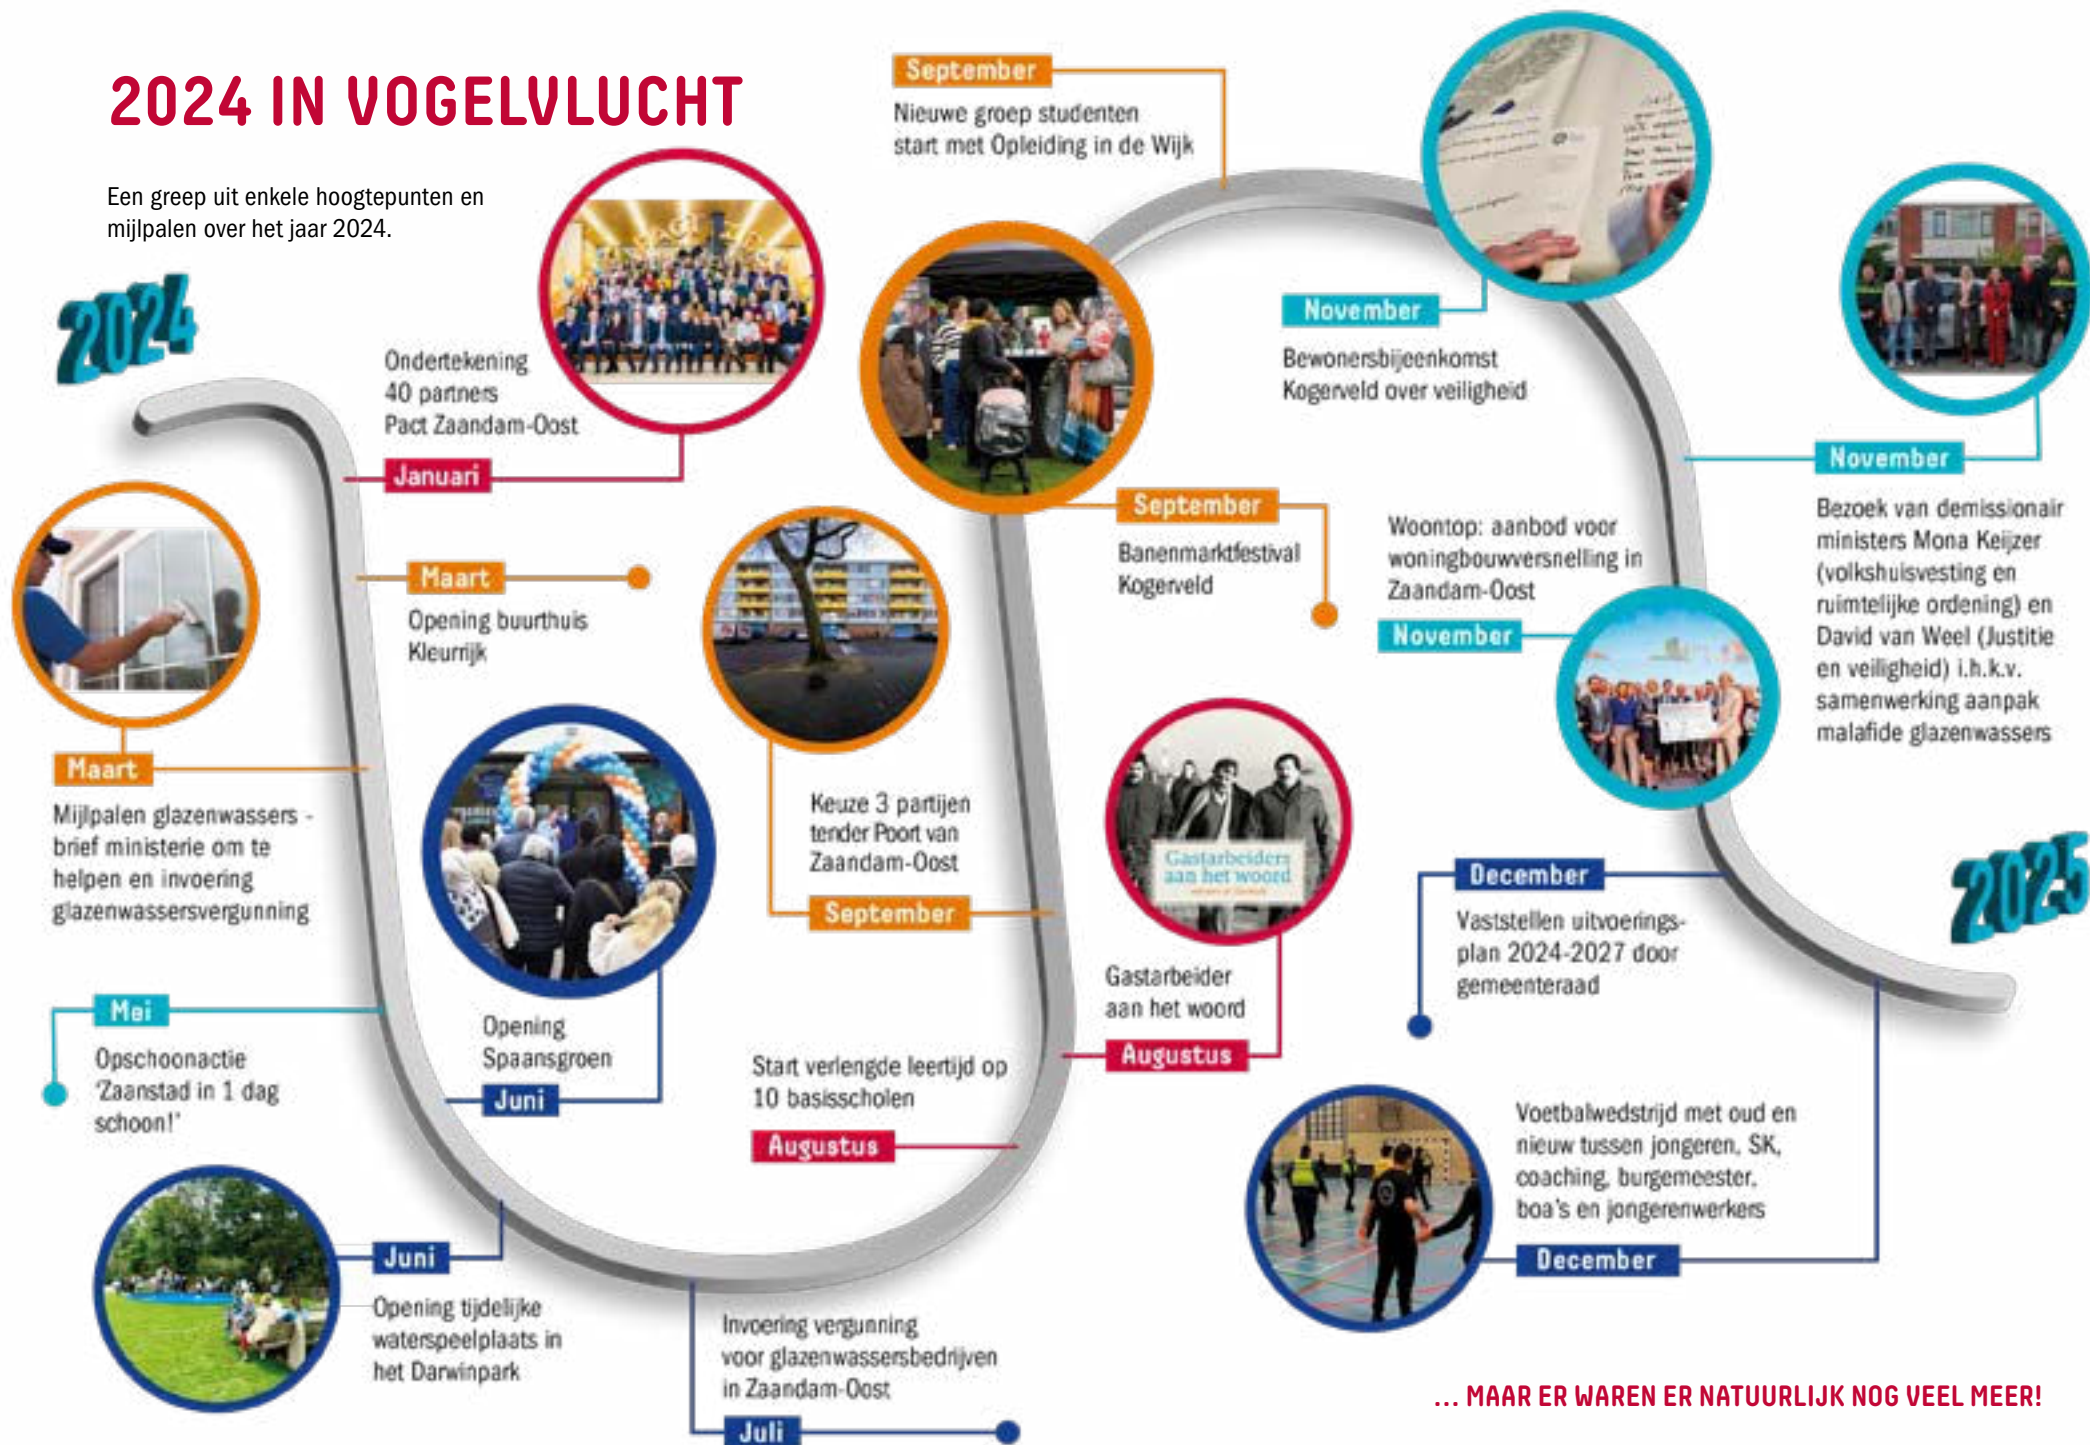 2024 IN VOGELVLUCHT
Een greep uit enkele hoogtepunten en
mijlpalen over het jaar 2024.
2024
Ondertekening
40 partners
Pact Zaandam-Oost
Januari
Maart
Opening buurthuis
Kleurrijk
Maart
Mijlpalen glazenwassers -
brief ministerie om te
helpen en invoering
glazenwassersvergunning
Mei
Opschoonactie
'Zaanstad in 1 dag
schoon!'
Opening
Spaansgroen
Juni
Juni
Opening tijdelijke
waterspeelplaats in
het Darwinpark
Invoering vergunning
voor glazenwassersbedrijven
in Zaandam-Oost
Juli
Start verlengde leertijd op
10 basisscholen
Augustus
Gastarbeiders
aan het woord
Gastarbeider
aan het woord
Augustus
Keuze 3 partijen
tender Poort van
Zaandam-Oost
September
September
Banenmarktfestival
Kogerveld
September
Nieuwe groep studenten
start met Opleiding in de Wijk
November
Bewonersbijeenkomst
Kogerveld over veiligheid
November
Bezoek van demissionair
ministers Mona Keijzer
(volkshuisvesting en
ruimtelijke ordening) en
David van Weel (Justitie
en veiligheid) i.h.k.v.
samenwerking aanpak
malafide glazenwassers
Woontop: aanbod voor
woningbouwversnelling in
Zaandam-Oost
November
December
Vaststellen uitvoerings-
plan 2024-2027 door
gemeenteraad
Voetbalwedstrijd met oud en
nieuw tussen jongeren, SK,
coaching, burgemeester,
boa's en jongerenwerkers
December
2025
... MAAR ER WAREN ER NATUURLIJK NOG VEEL MEER!